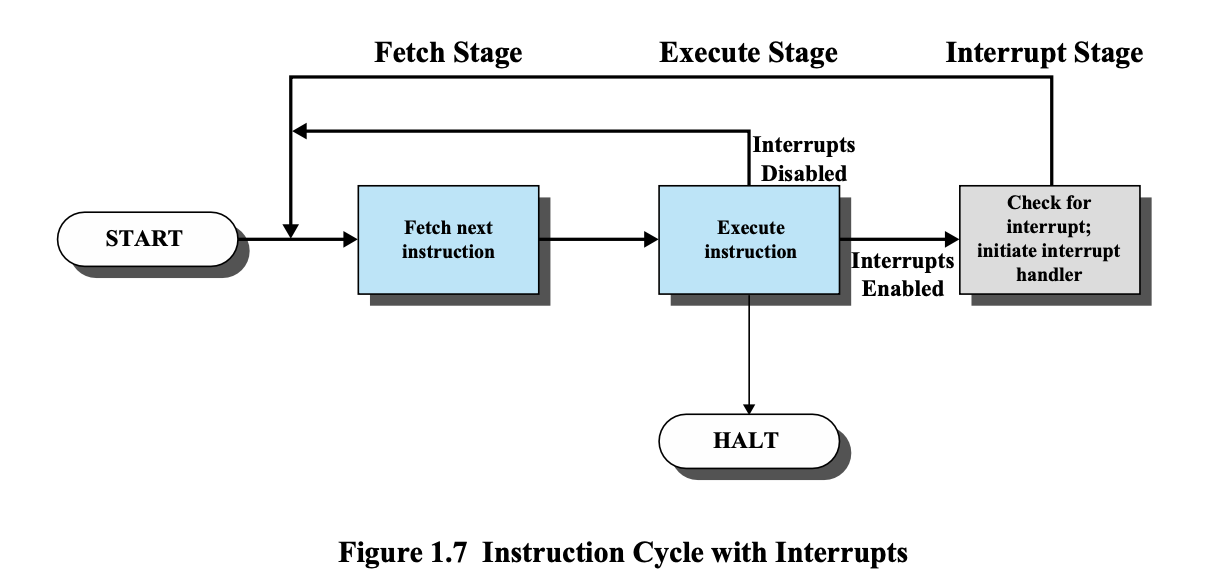 Fetch Stage
Execute Stage
Interrupt Stage
Interrupts
Disabled
START
Fetch next
instruction
Execute
instruction
Interrupts
Enabled
Check for
interrupt;
initiate interrupt
handler
HALT
Figure 1.7 Instruction Cycle with Interrupts